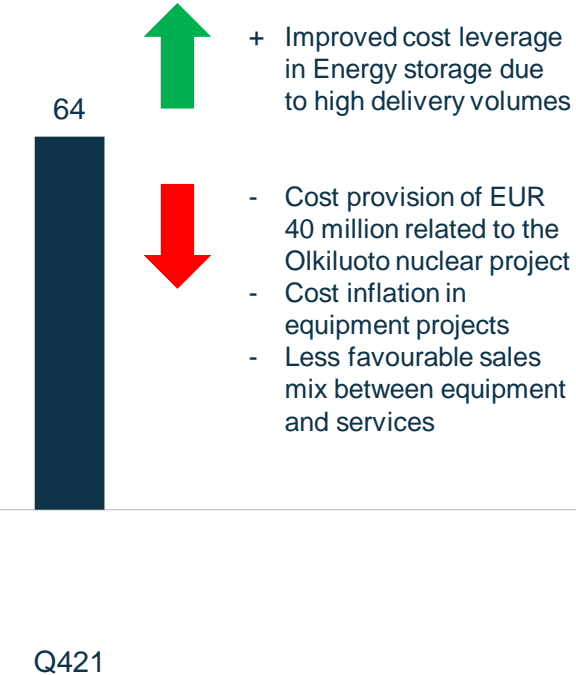 64
+ Improved cost leverage
in Energy storage due
to high delivery volumes
- Cost provision of EUR
40 million related to the
Olkiluoto nuclear project
- Cost inflation in
equipment projects
- Less favourable sales
mix between equipment
and services
Q421